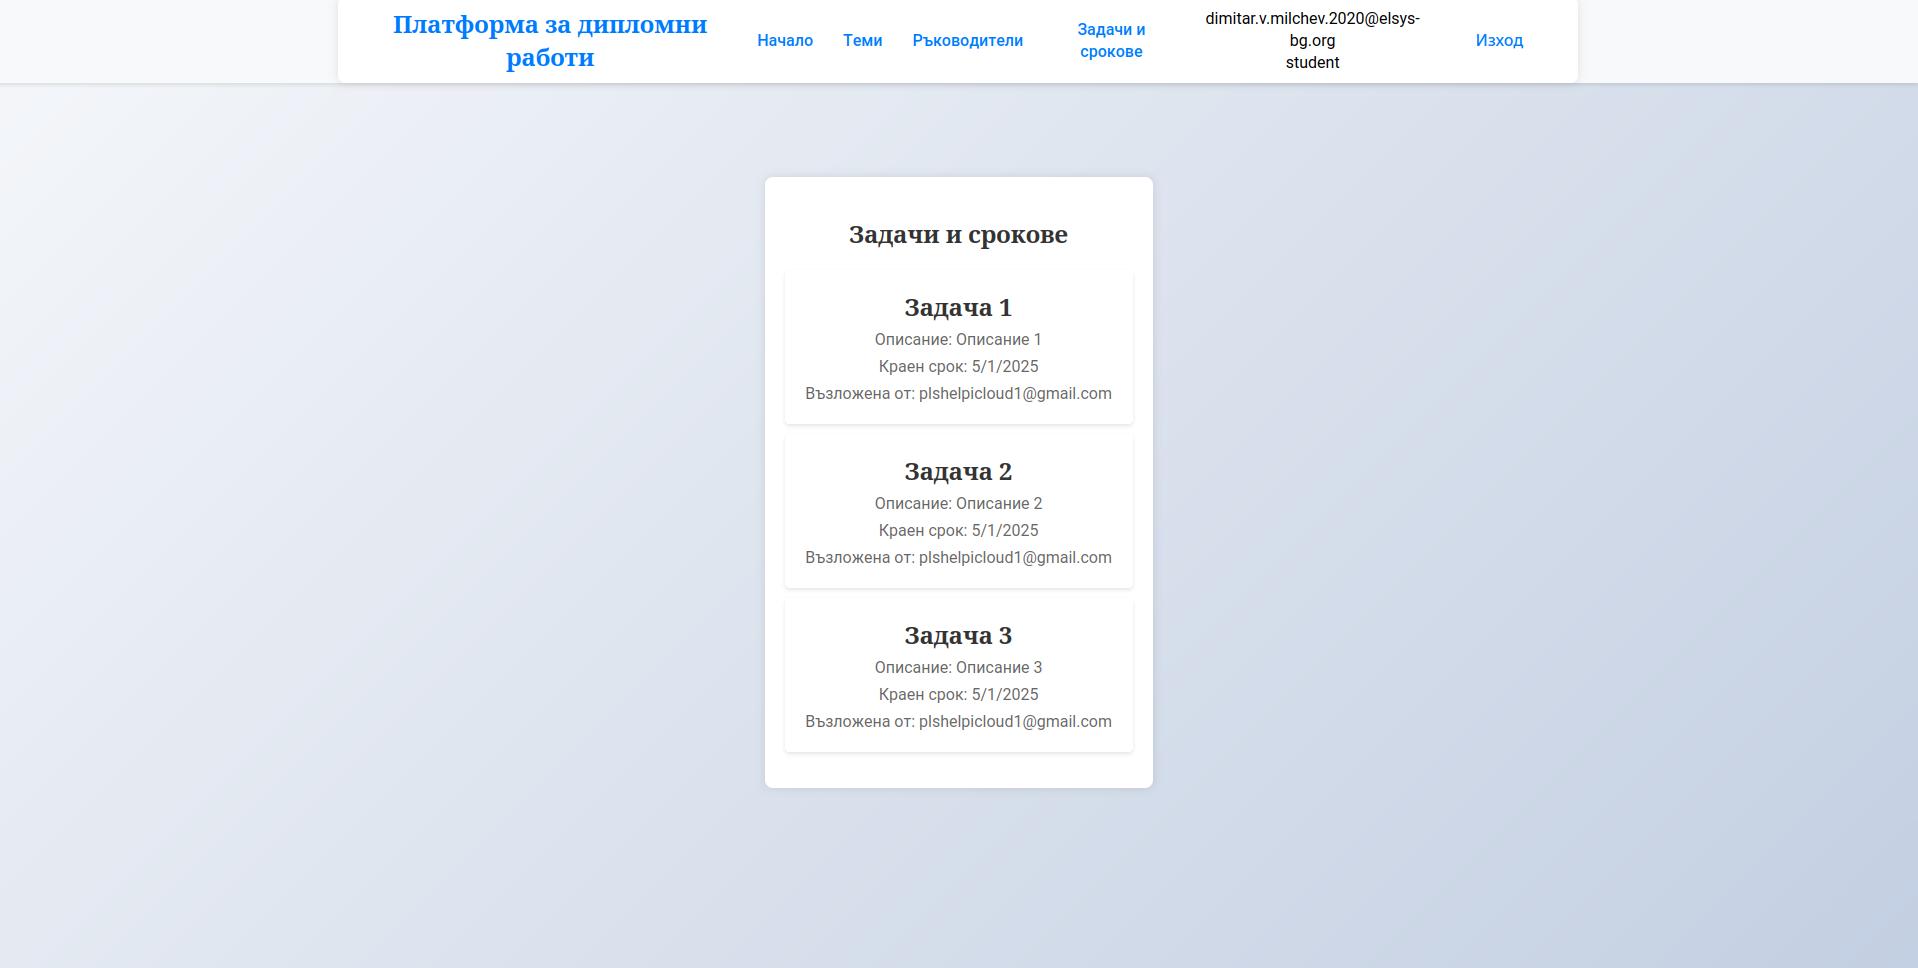 Платформа за дипломни
работи
Начало
Теми
Ръководители
Задачи и
срокове
dimitar.v.milchev.2020@elsys-
bg.org
student
Изход
Задачи и срокове
Задача 1
Описание: Описание 1
Краен срок: 5/1/2025
Възложена от: plshelpicloud1@gmail.com
Задача 2
Описание: Описание 2
Краен срок: 5/1/2025
Възложена от: plshelpicloud1@gmail.com
Задача 3
Описание: Описание 3
Краен срок: 5/1/2025
Възложена от: plshelpicloud1@gmail.com